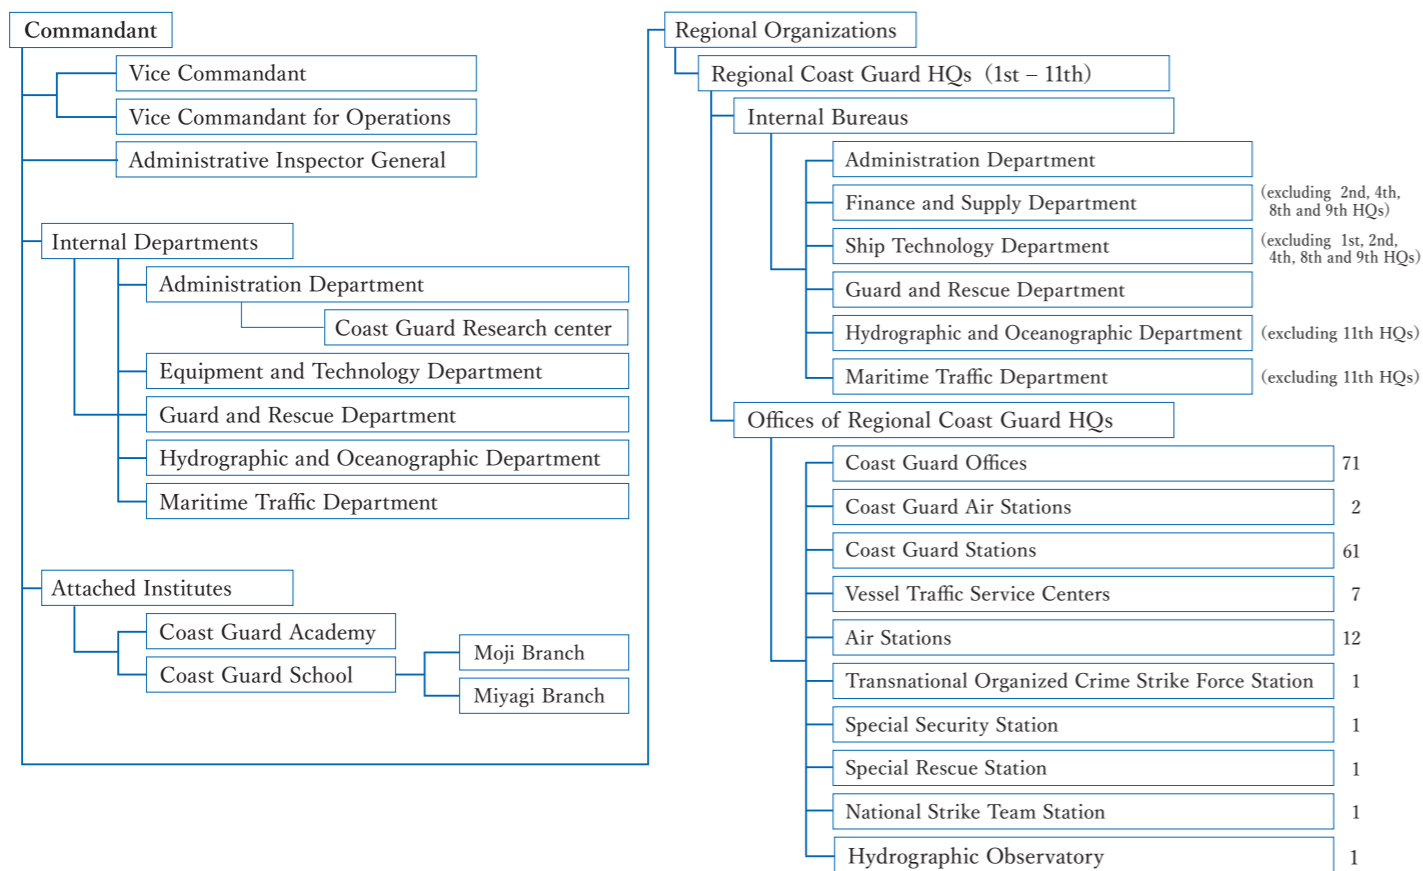 Commandant
Vice Commandant
Vice Commandant for Operations
Administrative Inspector General
Internal Departments
Administration Department
Coast Guard Research center
Equipment and Technology Department
Guard and Rescue Department
Hydrographic and Oceanographic Department
Maritime Traffic Department
Attached Institutes
Coast Guard Academy
Coast Guard School
Moji Branch
Miyagi Branch
Regional Organizations
Regional Coast Guard HQs (1st – 11th)
Internal Bureaus
Administration Department
Finance and Supply Department
(excluding 2nd, 4th,
8th and 9th HQs)
Ship Technology Department
(excluding 1st, 2nd,
4th, 8th and 9th HQs)
Guard and Rescue Department
Hydrographic and Oceanographic Department (excluding 11th HQs)
Maritime Traffic Department (excluding 11th HQs)
Offices of Regional Coast Guard HQs
Coast Guard Offices 71
Coast Guard Air Stations 2
Coast Guard Stations 61
Vessel Traffic Service Centers 7
Air Stations 12
Transnational Organized Crime Strike Force Station 1
Special Security Station 1
Special Rescue Station 1
National Strike Team Station 1
Hydrographic Observatory 1